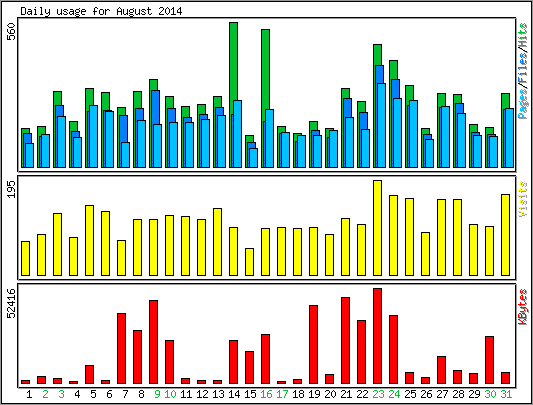 Daily usage for August 2014
560
Pages/Files/Hits
195
Visits
52416
KBytes
1 2 3 4 5 6 7 8 9 10 11 12 13 14 15 16 17 18 19 20 21 22 23 24 25 26 27 28 29 30 31